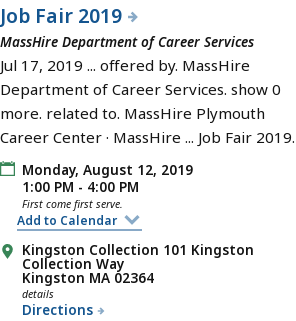 Job Fair 2019
MassHire Department of Career Services
Jul 17, 2019 ... offered by. MassHire
Department of Career Services. show 0
more. related to. MassHire Plymouth
Career Center · MassHire ... Job Fair 2019.
Monday, August 12, 2019
1:00 PM - 4:00 PM
First come first serve.
Add to Calendar
Kingston Collection 101 Kingston
Collection Way
Kingston MA 02364
details
Directions